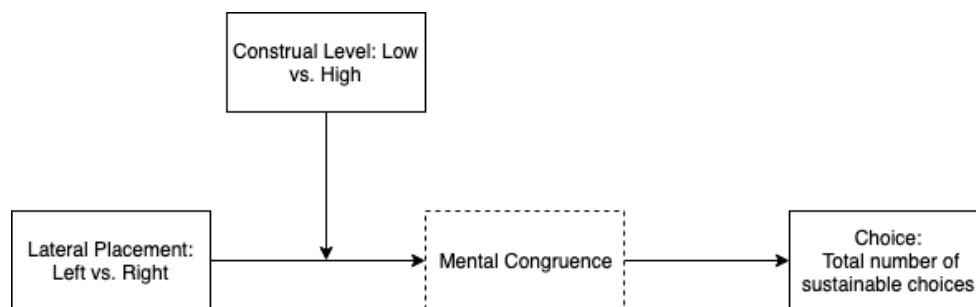 Construal Level: Low
vs. High
Lateral Placement:
Left vs. Right
Mental Congruence
Choice:
Total number of
sustainable choices